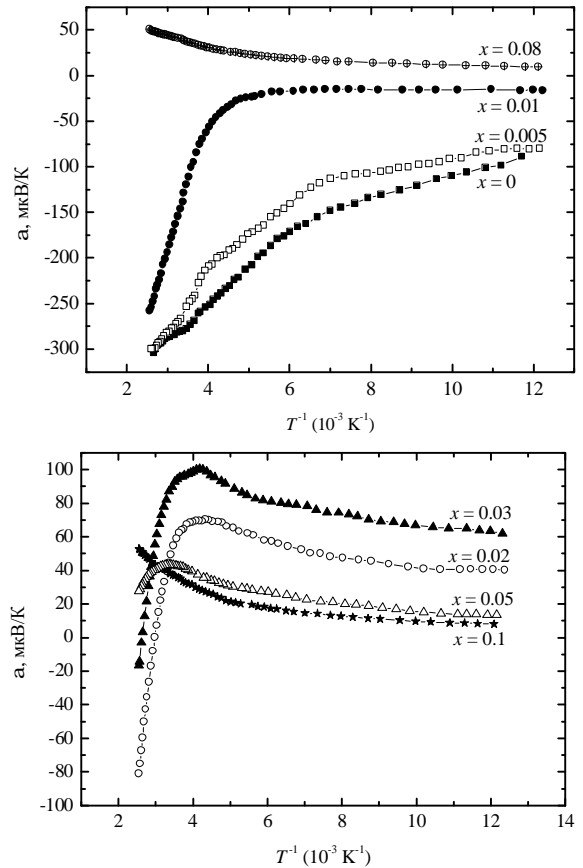 50
0
-50
-100
-150
-200
-250
-300
α, мкВ/К
x = 0.08
x = 0.01
x = 0.005
x = 0
2 4 6 8 10 12
T⁻¹ (10⁻³ K⁻¹)
100
80
60
40
20
0
-20
-40
-60
-80
-100
α, мкВ/К
x = 0.03
x = 0.02
x = 0.05
x = 0.1
2 4 6 8 10 12 14
T⁻¹ (10⁻³ K⁻¹)